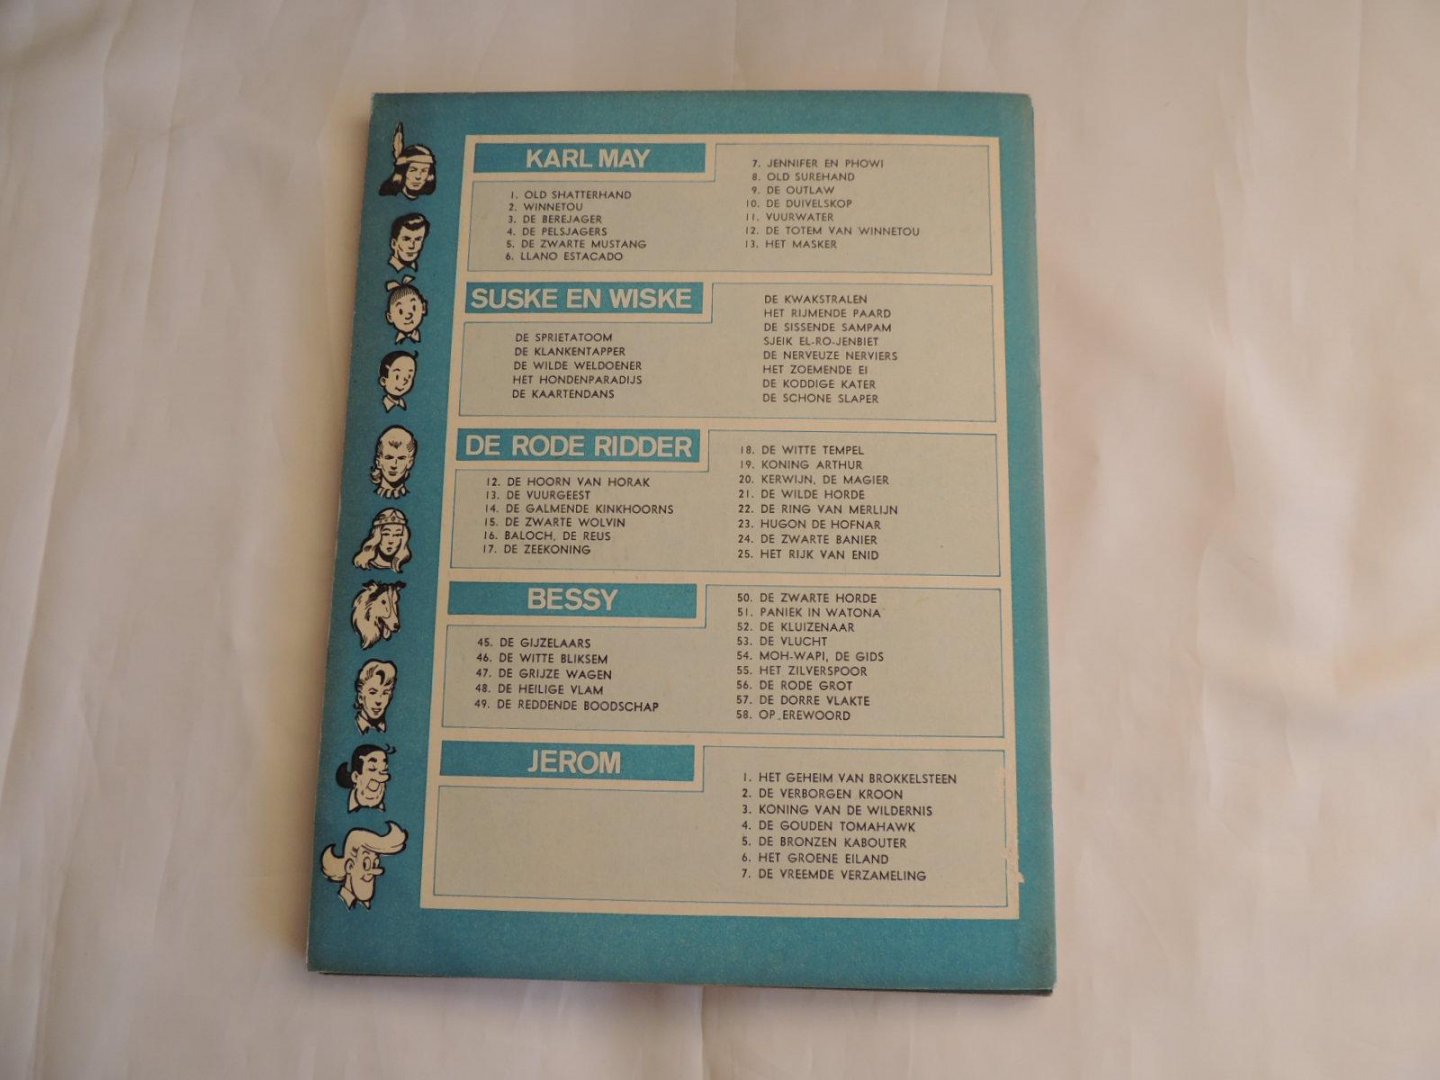 KARL MAY
1. OLD SHATTERHAND
2. WINNETOU
3. DE BEREJAGER
4. DE PELSJAGERS
5. DE ZWARTE MUSTANG
6. LLANO ESTACADO
7. JENNIFER EN PHOWI
8. OLD SUREHAND
9. DE OUTLAW
10. DE DUIVELSKOP
11. VUURWATER
12. DE TOTEM VAN WINNETOU
13. HET MASKER
SUSKE EN WISKE
DE SPRIETATOOM
DE KLANKENTAPPER
DE WILDE WELDOENER
HET HONDENPARADIJS
DE KAARTENDANS
DE KWAKSTRALEN
HET RIJMENDE PAARD
DE SISSENDE SAMPAM
SJEIK EL-RO-JENBIET
DE NERVEUZE NERVIERS
HET ZOEMENDE EI
DE KODDIGE KATER
DE SCHONE SLAPER
DE RODE RIDDER
12. DE HOORN VAN HORAK
13. DE VUURGEEST
14. DE GALMENDE KINKHOORNS
15. DE ZWARTE WOLVIN
16. BALOCH, DE REUS
17. DE ZEEKONING
18. DE WITTE TEMPEL
19. KONING ARTHUR
20. KERWIJN, DE MAGIER
21. DE WILDE HORDE
22. DE RING VAN MERLIJN
23. HUGON DE HOFNAR
24. DE ZWARTE BANIER
25. HET RIJK VAN ENID
BESSY
45. DE GIJZELAARS
46. DE WITTE BLIKSEM
47. DE GRIJZE WAGEN
48. DE HEILIGE VLAM
49. DE REDDENDE BOODSCHAP
50. DE ZWARTE HORDE
51. PANIEK IN WATONA
52. DE KLUIZENAAR
53. DE VLUCHT
54. MOH-WAPI, DE GIDS
55. HET ZILVERSPOOR
56. DE RODE GROT
57. DE DORRE VLAKTE
58. OP EREWOORD
JEROM
1. HET GEHEIM VAN BROKKELSTEEN
2. DE VERBORGEN KROON
3. KONING VAN DE WILDERNIS
4. DE GOUDEN TOMAHAWK
5. DE BRONZEN KABOUTER
6. HET GROENE EILAND
7. DE VREEMDE VERZAMELING